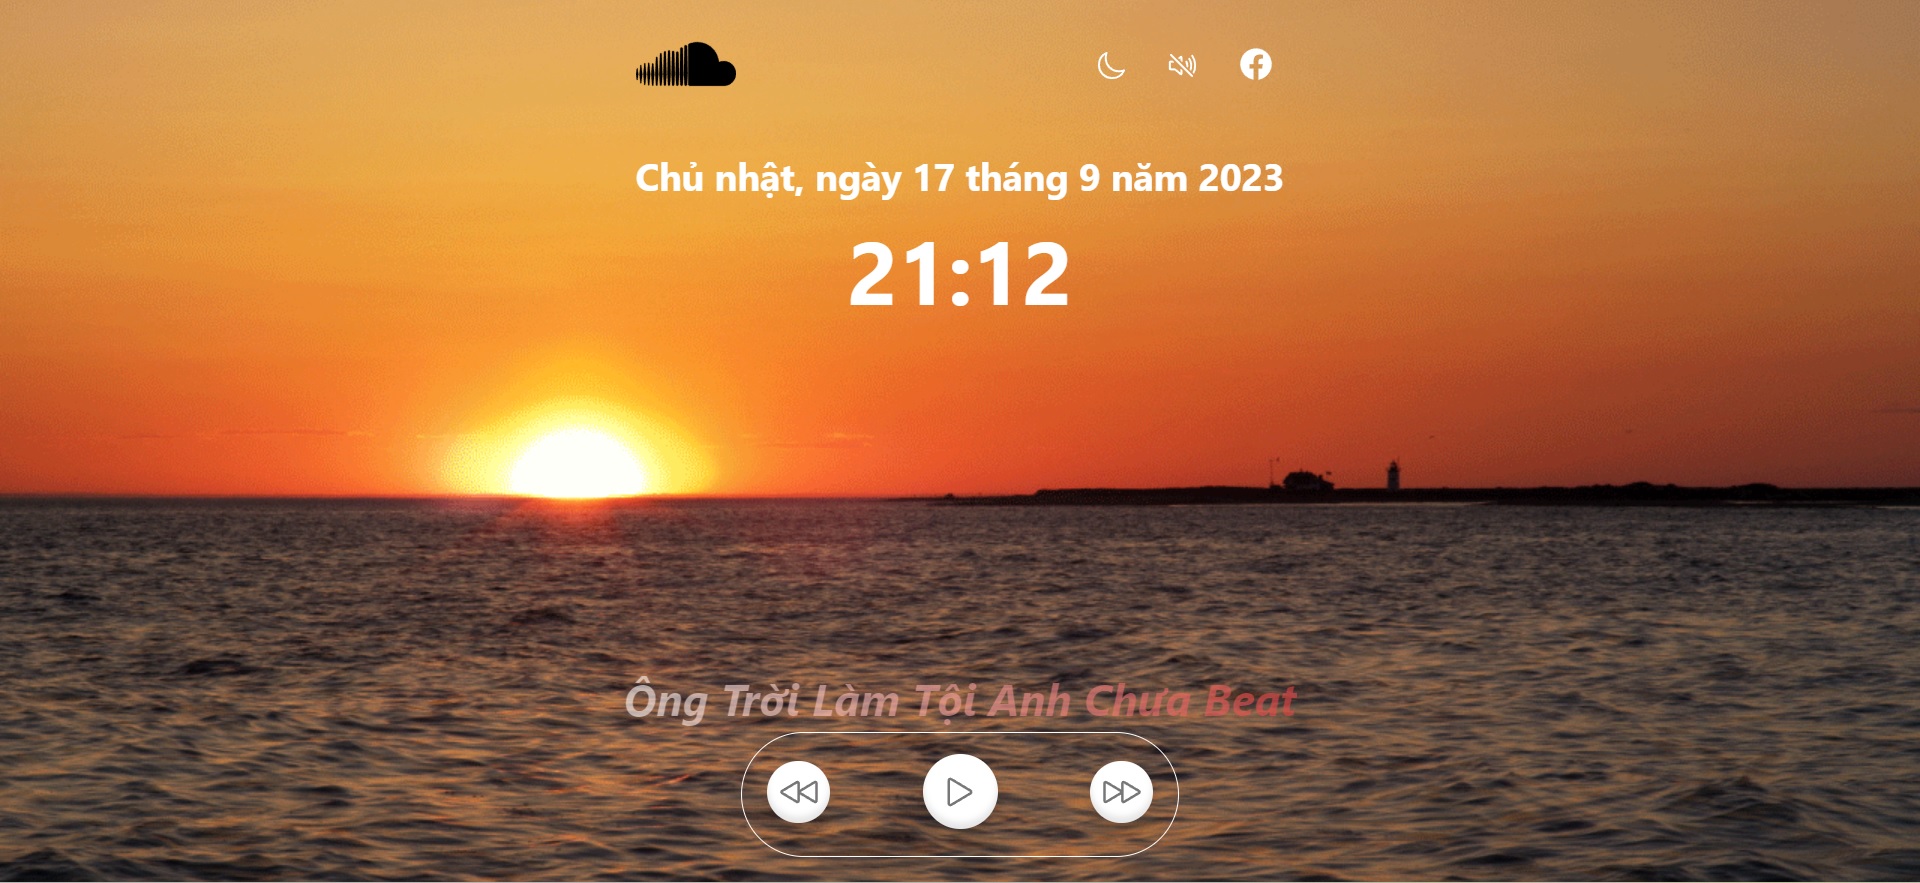 Chủ nhật, ngày 17 tháng 9 năm 2023
21:12
Ông Trời Làm Tội Anh Chưa Beat